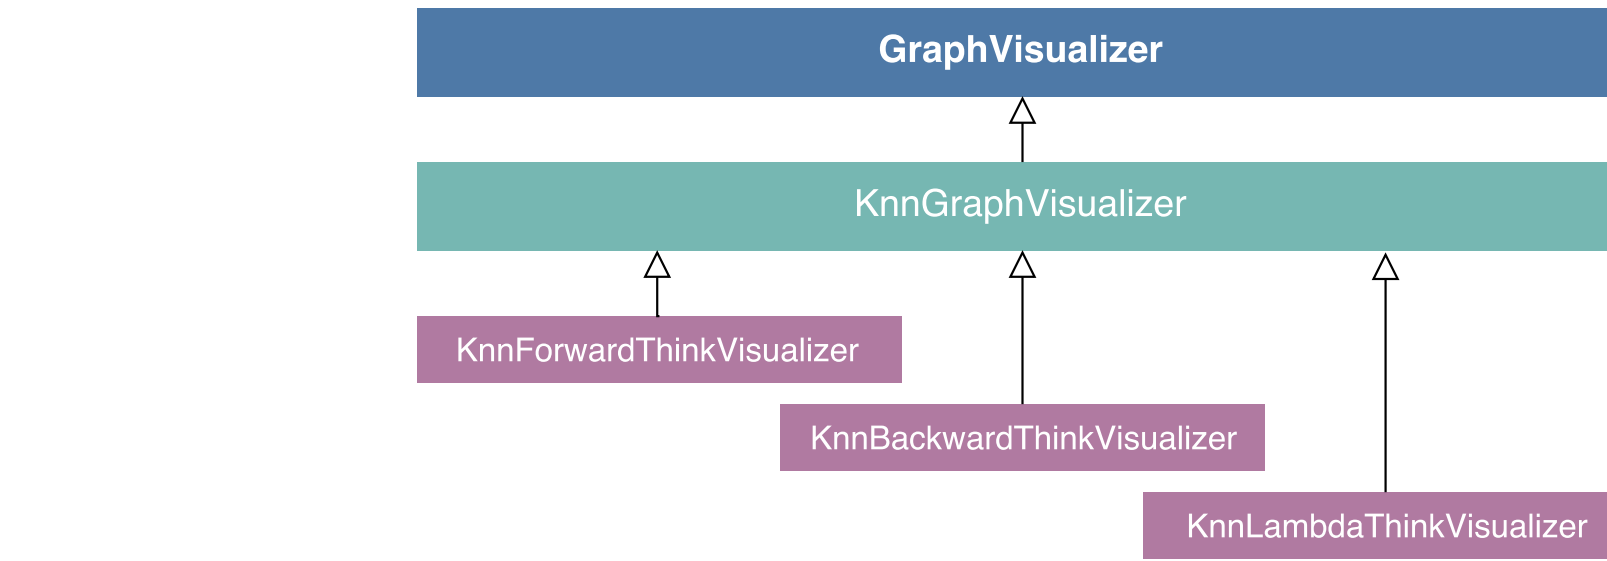 GraphVisualizer
KnnGraphVisualizer
KnnForwardThinkVisualizer
KnnBackwardThinkVisualizer
KnnLambdaThinkVisualizer